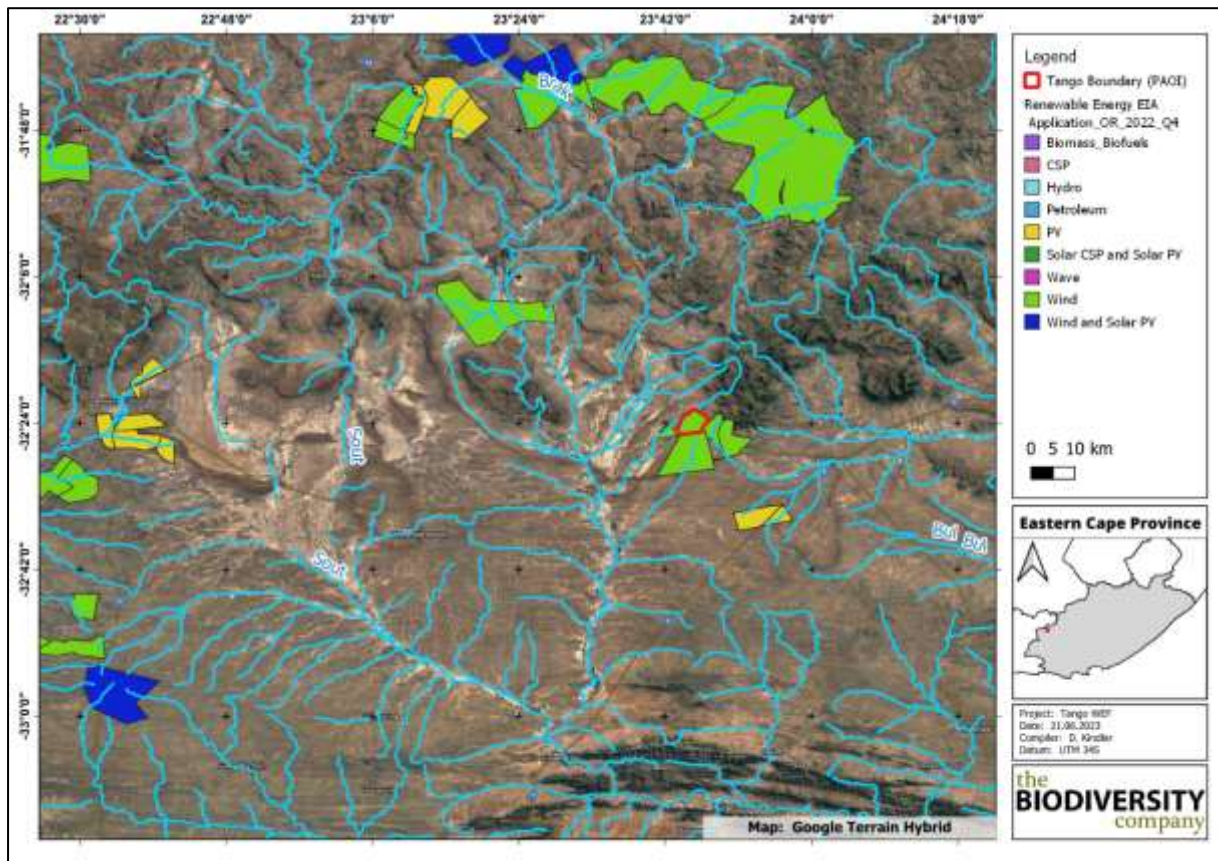 22°30'0" 22°48'0" 23°6'0" 23°24'0" 23°42'0" 24°0'0" 24°18'0"
-31°48'0"
-32°6'0"
-32°24'0"
-32°42'0"
-33°0'0"
Brak
Sout
Sout
Bul Bul
Map: Google Terrain Hybrid
Legend
Tango Boundary (PAOI)
Renewable Energy EIA
Application_OR_2022_Q4
Biomass_Biofuels
CSP
Hydro
Petroleum
PV
Solar CSP and Solar PV
Wave
Wind
Wind and Solar PV
0 5 10 km
Eastern Cape Province
Project: Tango WEF
Date: 21.06.2023
Compiler: D. Kindler
Datum: UTM 34S
the
BIODIVERSITY
company